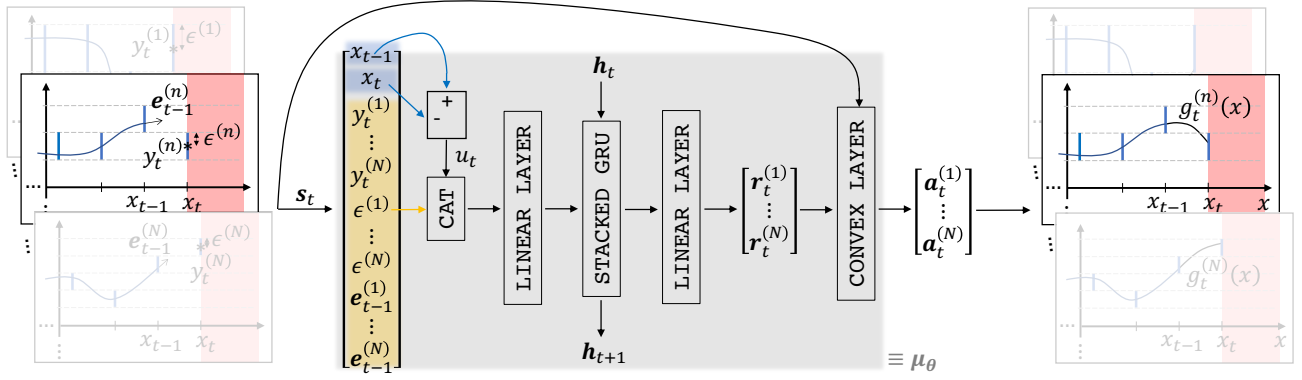 y_t^{(1)} * ϵ^{(1)}
e_{t-1}^{(n)}
y_t^{(n)} * ϵ^{(n)}
...
x_{t-1} x_t
e_{t-1}^{(N)} ϵ^{(N)}
*
y_t^{(N)}
...
x_{t-1} x_t
s_t
x_{t-1}
x_t
y_t^{(1)}
⋮
y_t^{(N)}
ϵ^{(1)}
⋮
ϵ^{(N)}
e_{t-1}^{(1)}
⋮
e_{t-1}^{(N)}
+
-
u_t
CAT
LINEAR LAYER
h_t
STACKED GRU
h_{t+1}
LINEAR LAYER
r_t^{(1)}
⋮
r_t^{(N)}
CONVEX LAYER
≡ μ_θ
a_t^{(1)}
⋮
a_t^{(N)}
g_t^{(n)}(x)
...
x_{t-1} x_t x
g_t^{(N)}(x)
...
x_{t-1} x_t x